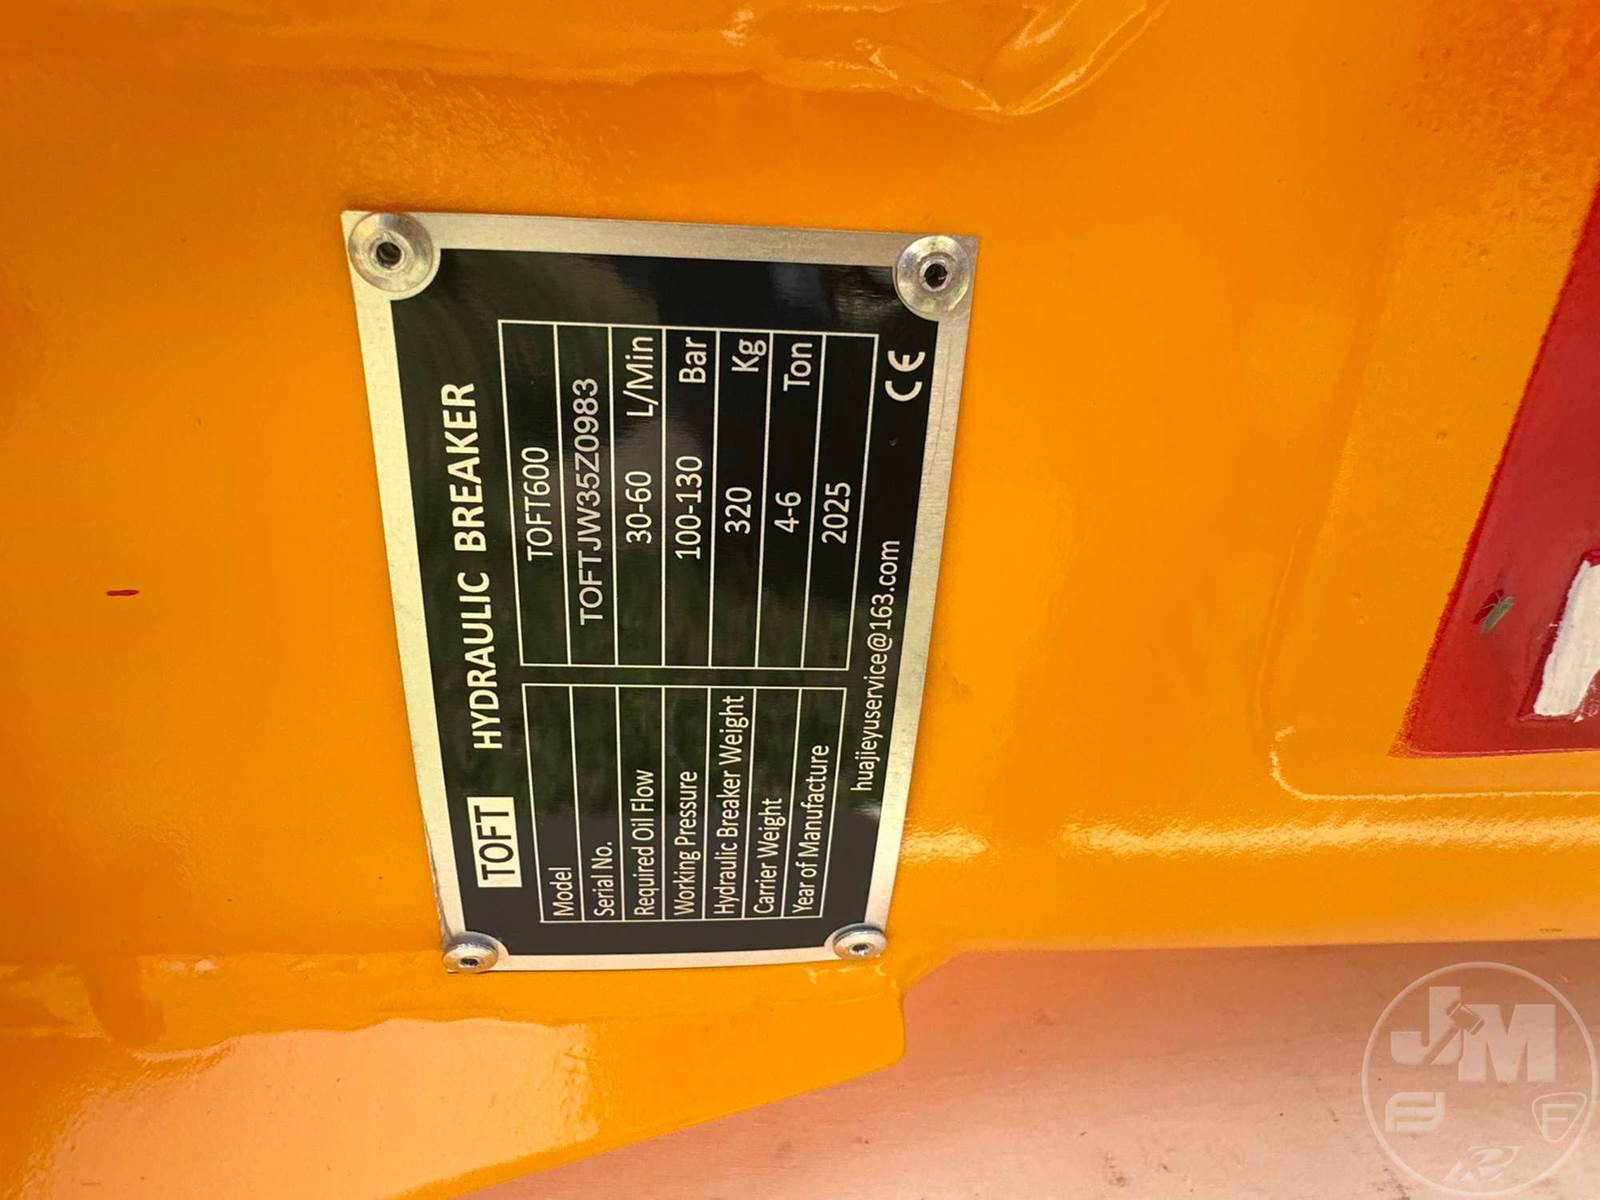 TOFT HYDRAULIC BREAKER
Model TOFT600
Serial No. TOFTJW35Z0983
Required Oil Flow 30-60 L/Min
Working Pressure 100-130 Bar
Hydraulic Breaker Weight 320 Kg
Carrier Weight 4-6 Ton
Year of Manufacture 2025
huajieyuservice@163.com CE
JM